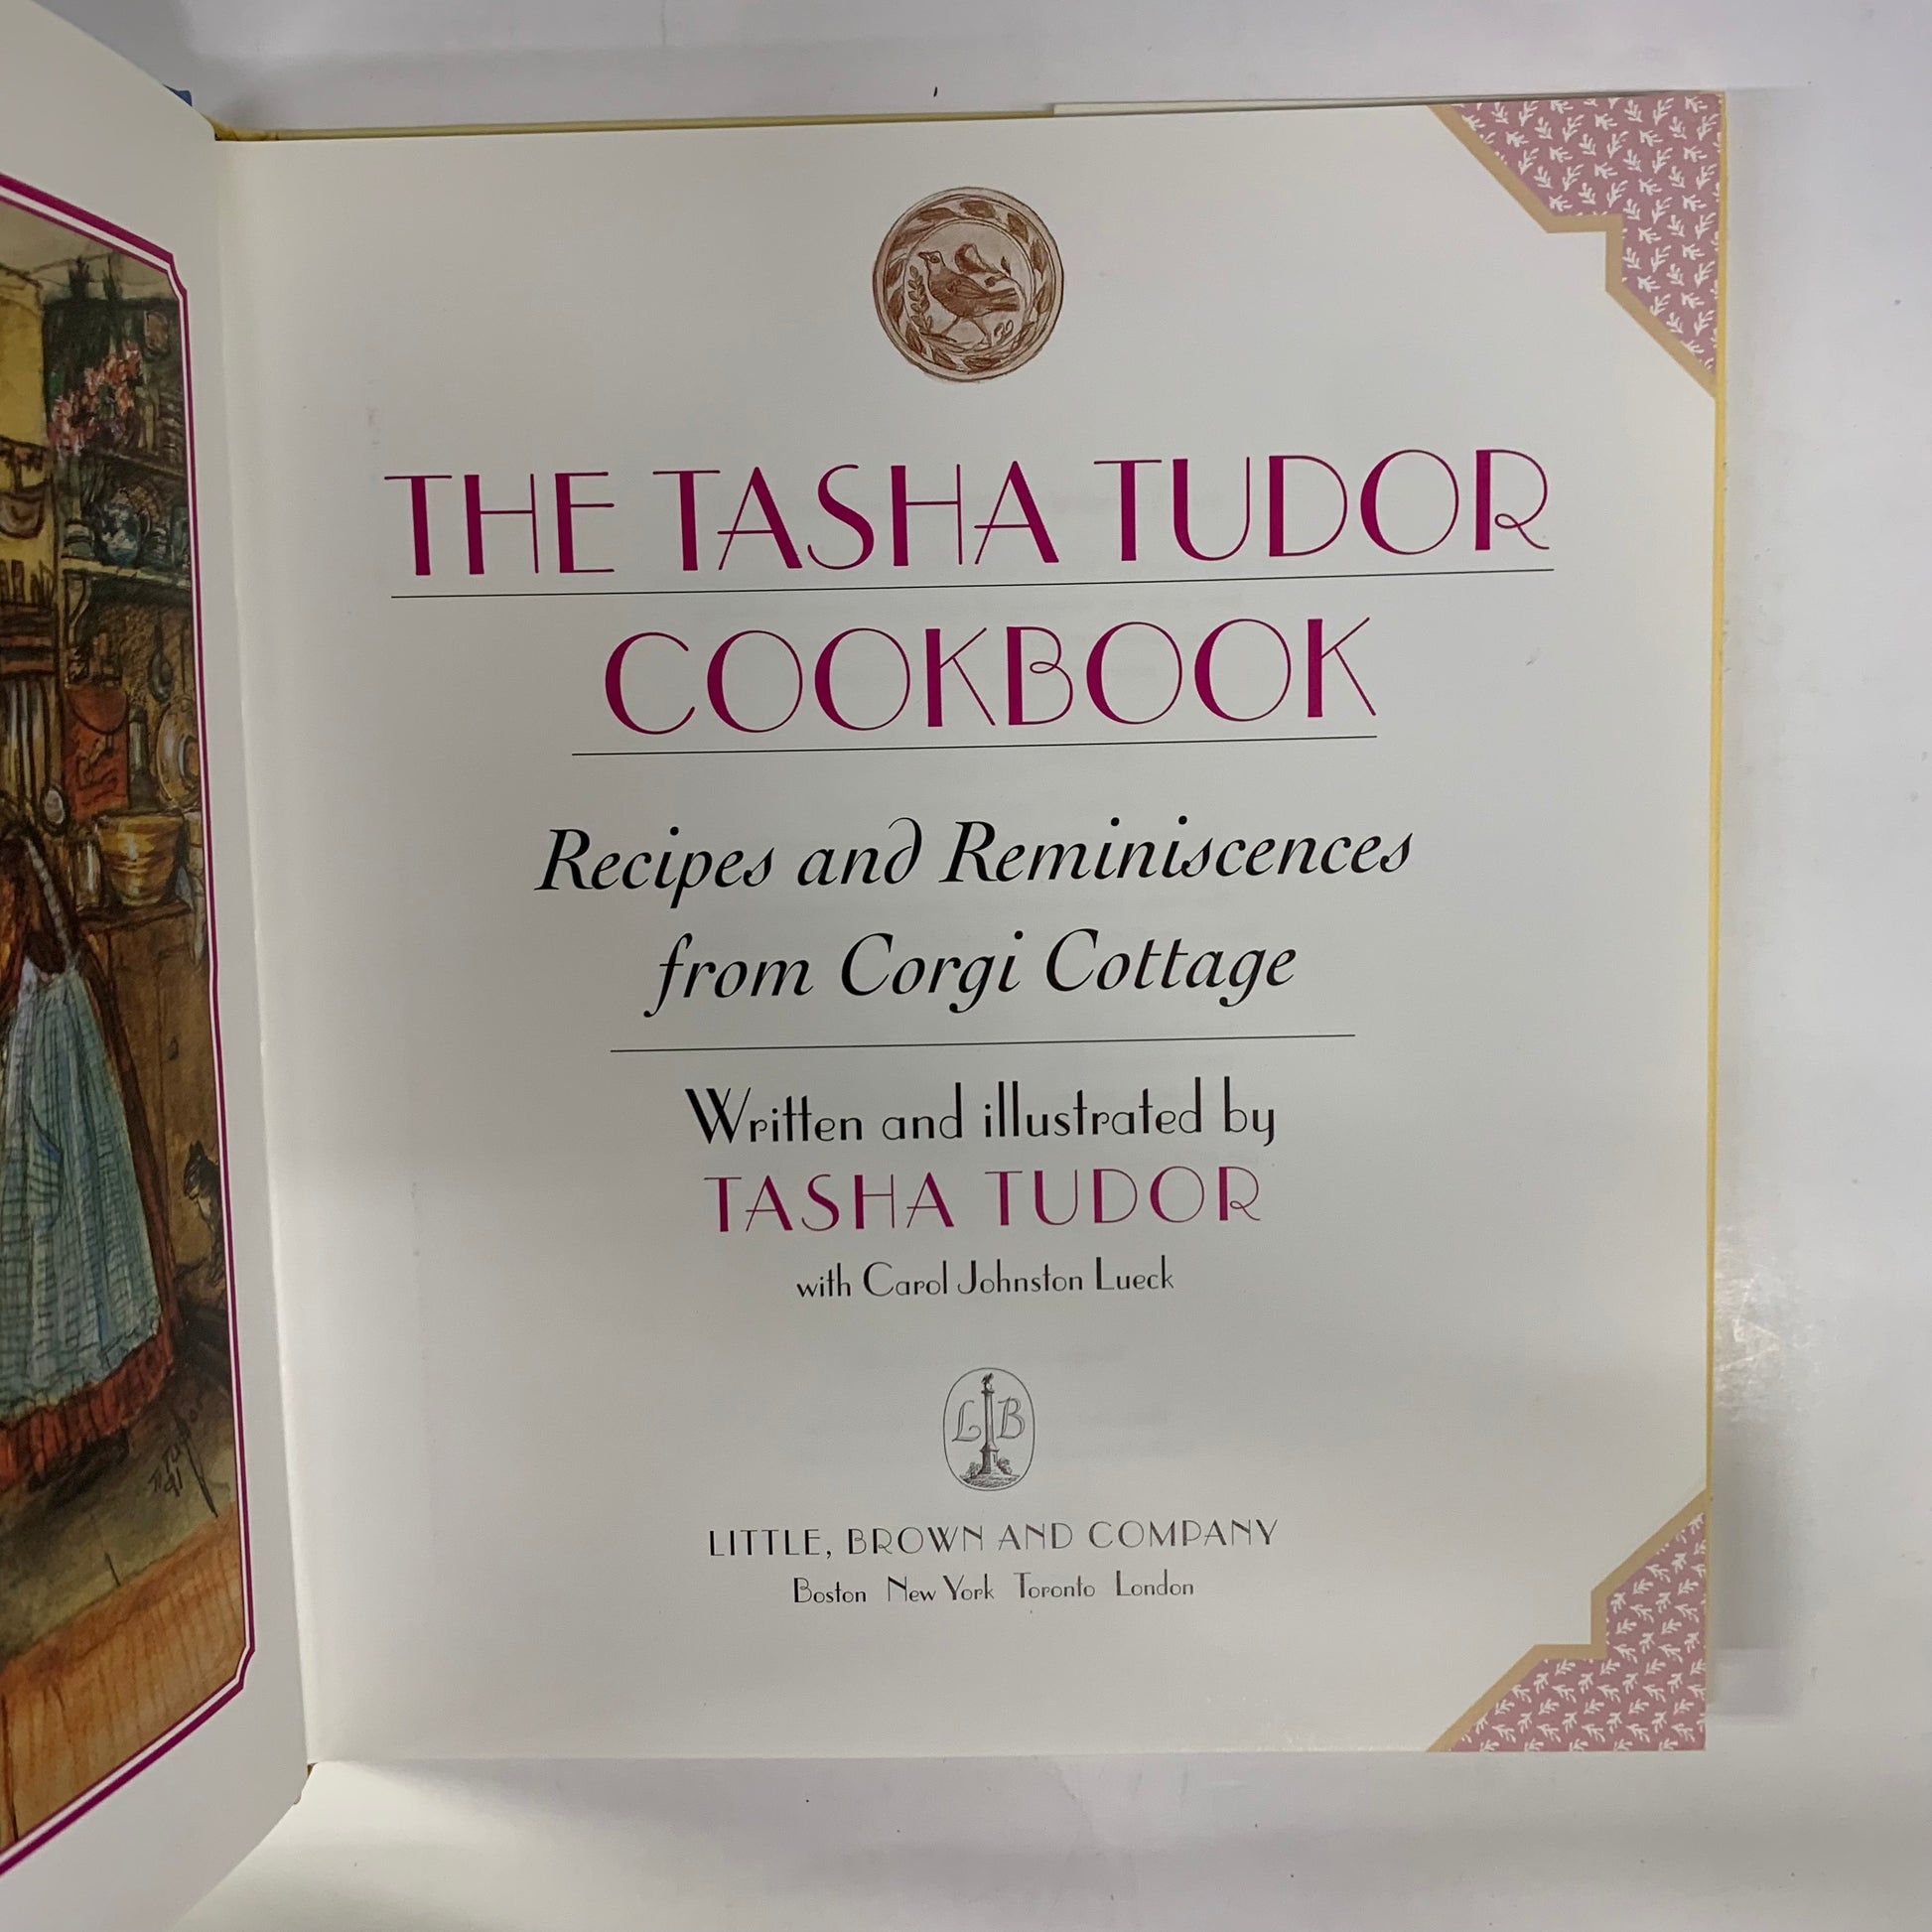 THE TASHA TUDOR
COOKBOOK
Recipes and Reminiscences
from Corgi Cottage
Written and illustrated by
TASHA TUDOR
with Carol Johnston Lueck
L B
LITTLE, BROWN AND COMPANY
Boston New York Toronto London